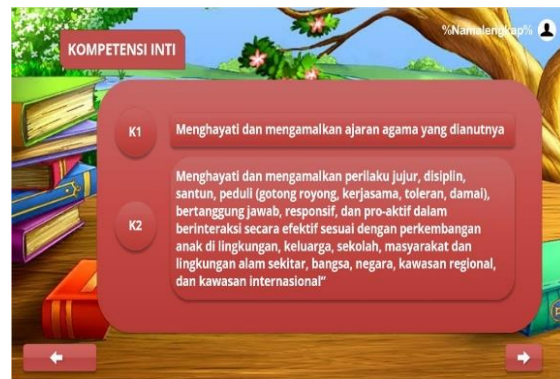 KOMPETENSI INTI
%Namalengkap%
K1
Menghayati dan mengamalkan ajaran agama yang dianutnya
K2
Menghayati dan mengamalkan perilaku jujur, disiplin,
santun, peduli (gotong royong, kerjasama, toleran, damai),
bertanggung jawab, responsif, dan pro-aktif dalam
berinteraksi secara efektif sesuai dengan perkembangan
anak di lingkungan, keluarga, sekolah, masyarakat dan
lingkungan alam sekitar, bangsa, negara, kawasan regional,
dan kawasan internasional”